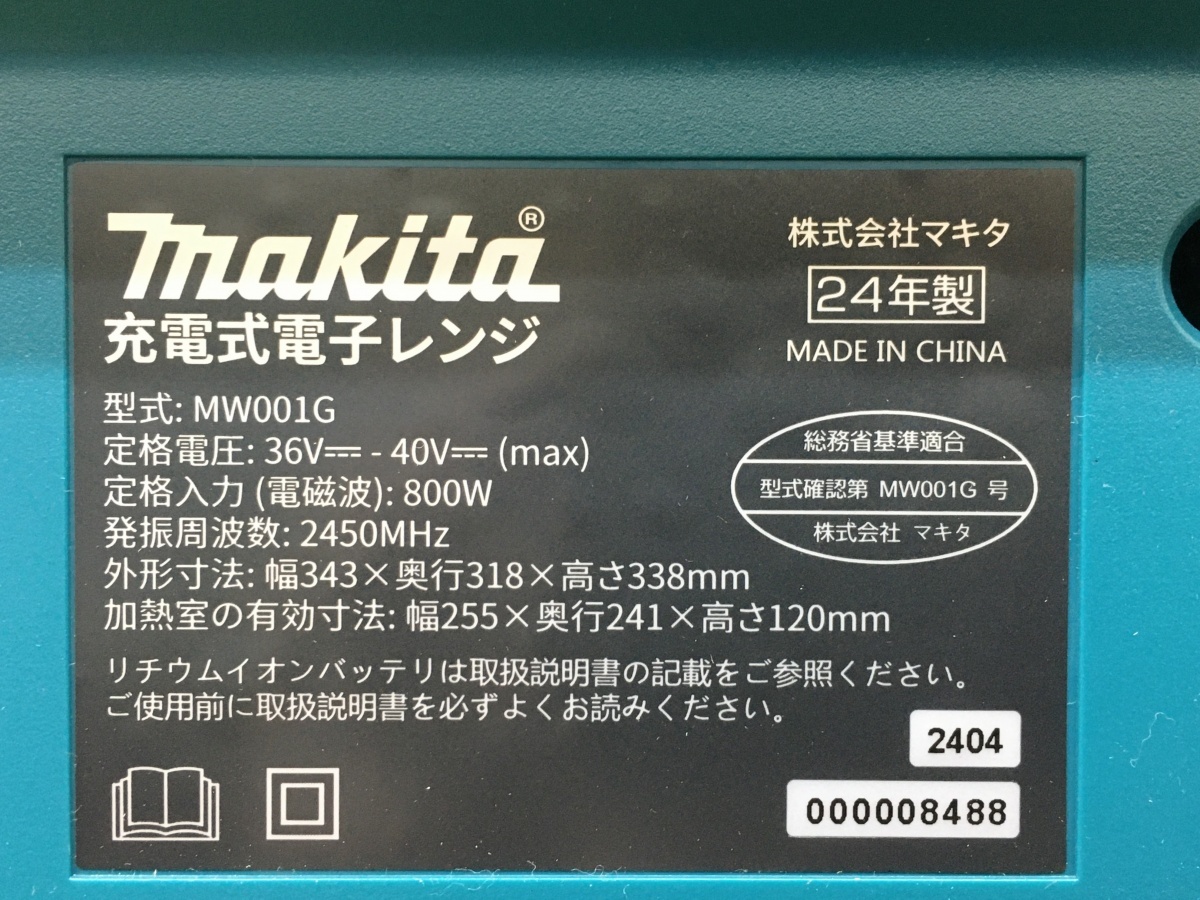 makita®
充電式電子レンジ
株式会社マキタ
24年製
MADE IN CHINA
型式: MW001G
定格電圧: 36V⎓ - 40V⎓ (max)
定格入力 (電磁波): 800W
発振周波数: 2450MHz
外形寸法: 幅343×奥行318×高さ338mm
加熱室の有効寸法: 幅255×奥行241×高さ120mm
総務省基準適合
型式確認第 MW001G 号
株式会社 マキタ
リチウムイオンバッテリは取扱説明書の記載をご参照ください。
ご使用前に取扱説明書を必ずよくお読みください。
2404
000008488